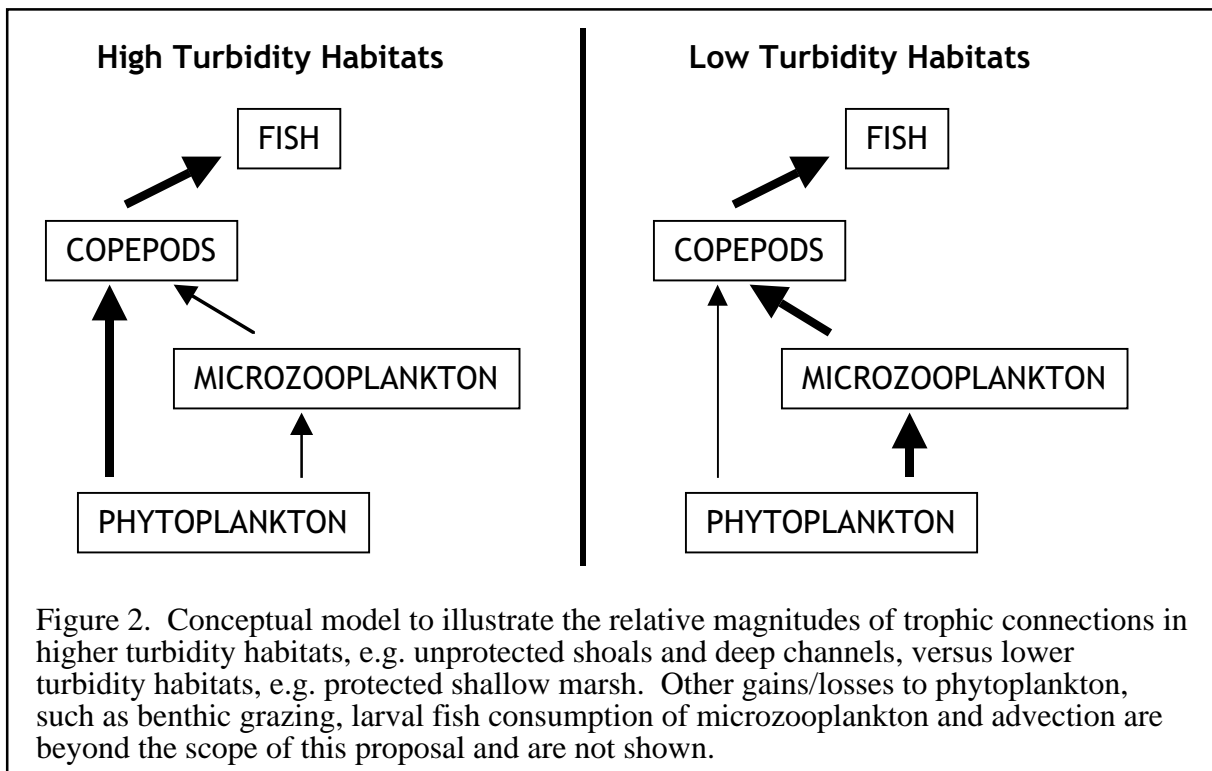 High Turbidity Habitats
FISH
COPEPODS
MICROZOOPLANKTON
PHYTOPLANKTON
Low Turbidity Habitats
FISH
COPEPODS
MICROZOOPLANKTON
PHYTOPLANKTON
Figure 2.  Conceptual model to illustrate the relative magnitudes of trophic connections in
higher turbidity habitats, e.g. unprotected shoals and deep channels, versus lower
turbidity habitats, e.g. protected shallow marsh.  Other gains/losses to phytoplankton,
such as benthic grazing, larval fish consumption of microzooplankton and advection are
beyond the scope of this proposal and are not shown.